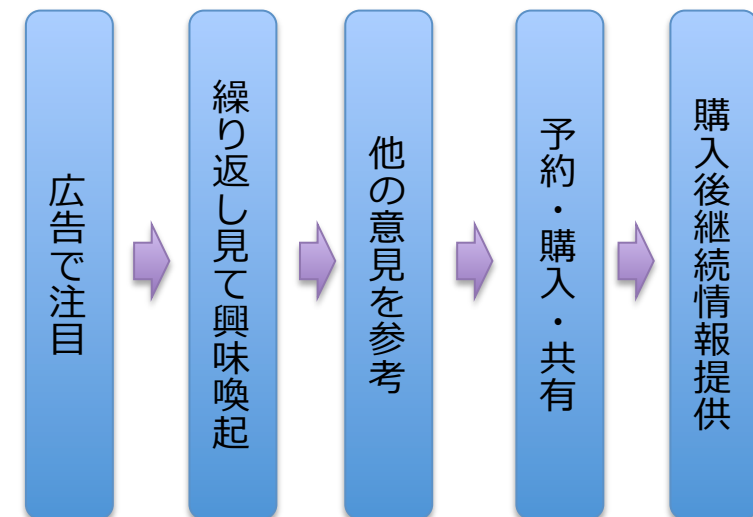 広告で注目
繰り返し見て興味喚起
他の意見を参考
予約・購入・共有
購入後継続情報提供